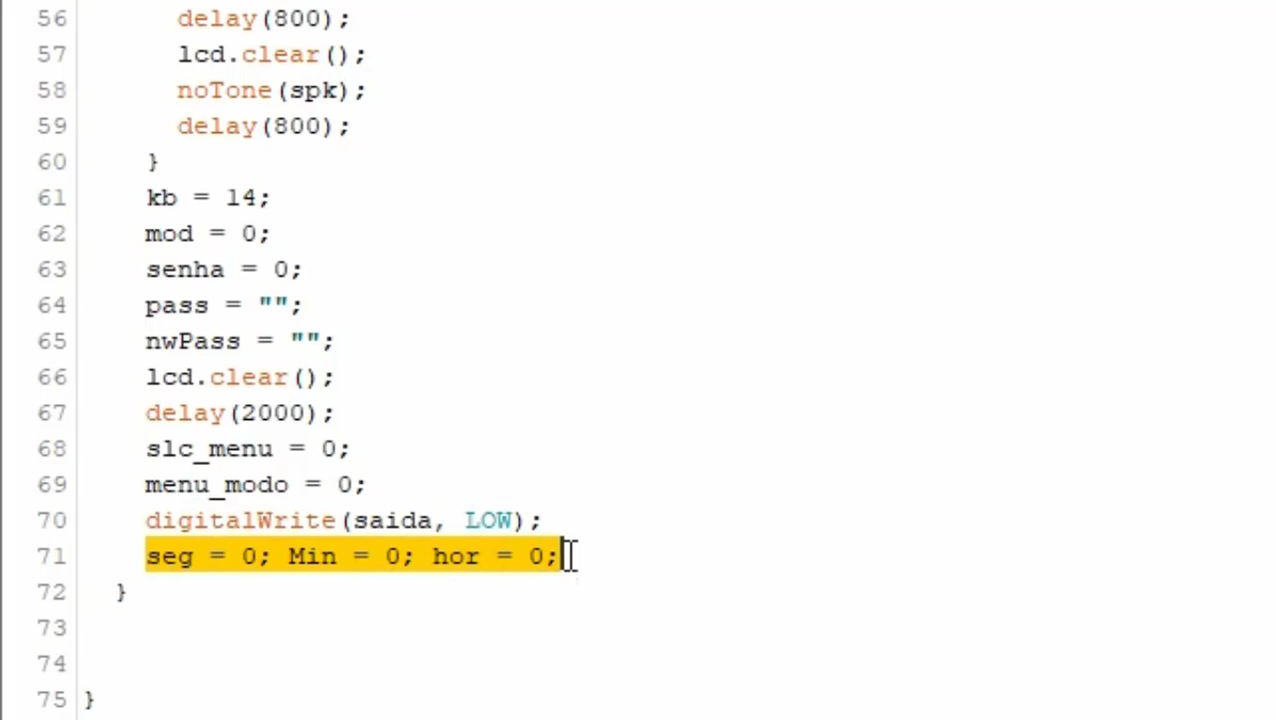 56 delay(800);
57 lcd.clear();
58 noTone(spk);
59 delay(800);
60 }
61 kb = 14;
62 mod = 0;
63 senha = 0;
64 pass = "";
65 nwPass = "";
66 lcd.clear();
67 delay(2000);
68 slc_menu = 0;
69 menu_modo = 0;
70 digitalWrite(saida, LOW);
71 seg = 0; Min = 0; hor = 0;
72 }
73
74
75 }